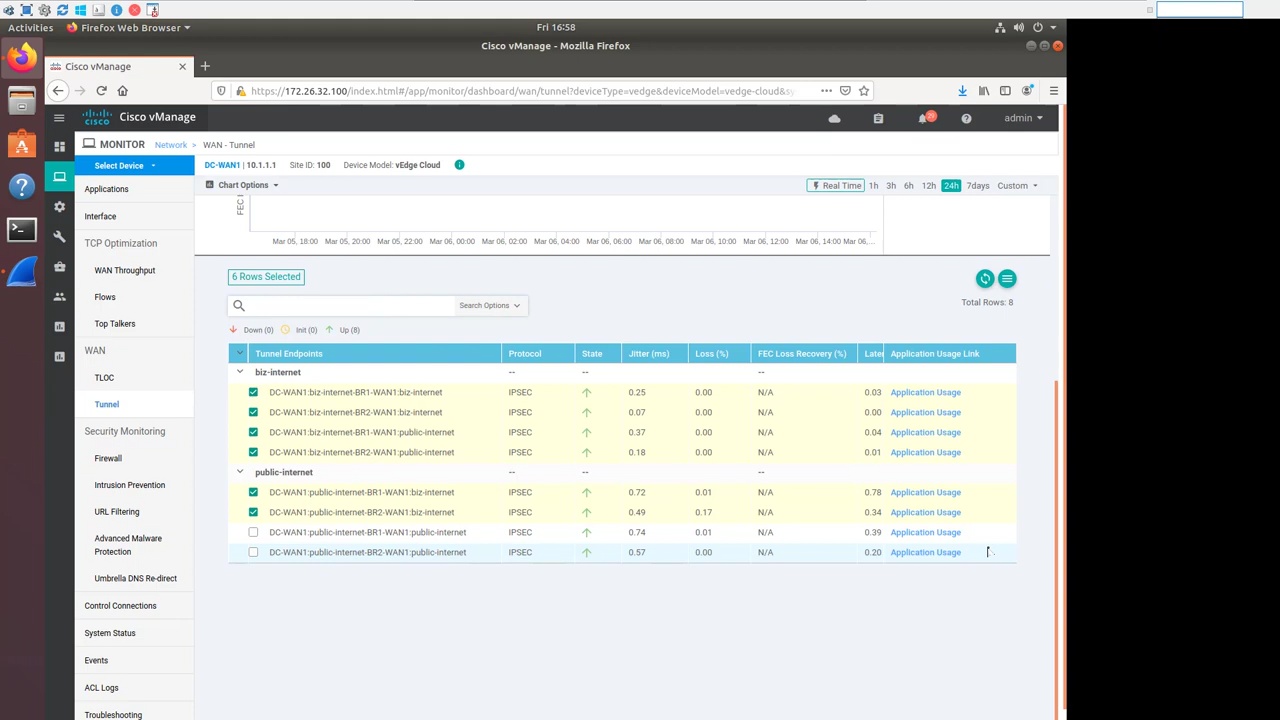 Activities Firefox Web Browser Fri 16:58
Cisco vManage - Mozilla Firefox
Cisco vManage
https://172.26.32.100/index.html#/app/monitor/dashboard/wan/tunnel?deviceType=vedge&deviceModel=vedge-cloud&sy
cisco Cisco vManage admin
MONITOR Network > WAN - Tunnel
Select Device DC-WAN1 | 10.1.1.1 Site ID: 100 Device Model: vEdge Cloud
Chart Options Real Time 1h 3h 6h 12h 24h 7days Custom
Applications
Interface
TCP Optimization
WAN Throughput
Flows
Top Talkers
WAN
TLOC
Tunnel
Security Monitoring
Firewall
Intrusion Prevention
URL Filtering
Advanced Malware
Protection
Umbrella DNS Re-direct
Control Connections
System Status
Events
ACL Logs
Troubleshooting
FEC
Mar 05, 18:00 Mar 05, 20:00 Mar 05, 22:00 Mar 06, 00:00 Mar 06, 02:00 Mar 06, 04:00 Mar 06, 06:00 Mar 06, 08:00 Mar 06, 10:00 Mar 06, 12:00 Mar 06, 14:00 Mar 06,...
6 Rows Selected
Search Options
Total Rows: 8
Down (0) Init (0) Up (8)
Tunnel Endpoints Protocol State Jitter (ms) Loss (%) FEC Loss Recovery (%) Later Application Usage Link
biz-internet -- -- --
DC-WAN1:biz-internet-BR1-WAN1:biz-internet IPSEC 0.25 0.00 N/A 0.03 Application Usage
DC-WAN1:biz-internet-BR2-WAN1:biz-internet IPSEC 0.07 0.00 N/A 0.00 Application Usage
DC-WAN1:biz-internet-BR1-WAN1:public-internet IPSEC 0.37 0.00 N/A 0.04 Application Usage
DC-WAN1:biz-internet-BR2-WAN1:public-internet IPSEC 0.18 0.00 N/A 0.01 Application Usage
public-internet -- -- --
DC-WAN1:public-internet-BR1-WAN1:biz-internet IPSEC 0.72 0.01 N/A 0.78 Application Usage
DC-WAN1:public-internet-BR2-WAN1:biz-internet IPSEC 0.49 0.17 N/A 0.34 Application Usage
DC-WAN1:public-internet-BR1-WAN1:public-internet IPSEC 0.74 0.01 N/A 0.39 Application Usage
DC-WAN1:public-internet-BR2-WAN1:public-internet IPSEC 0.57 0.00 N/A 0.20 Application Usage